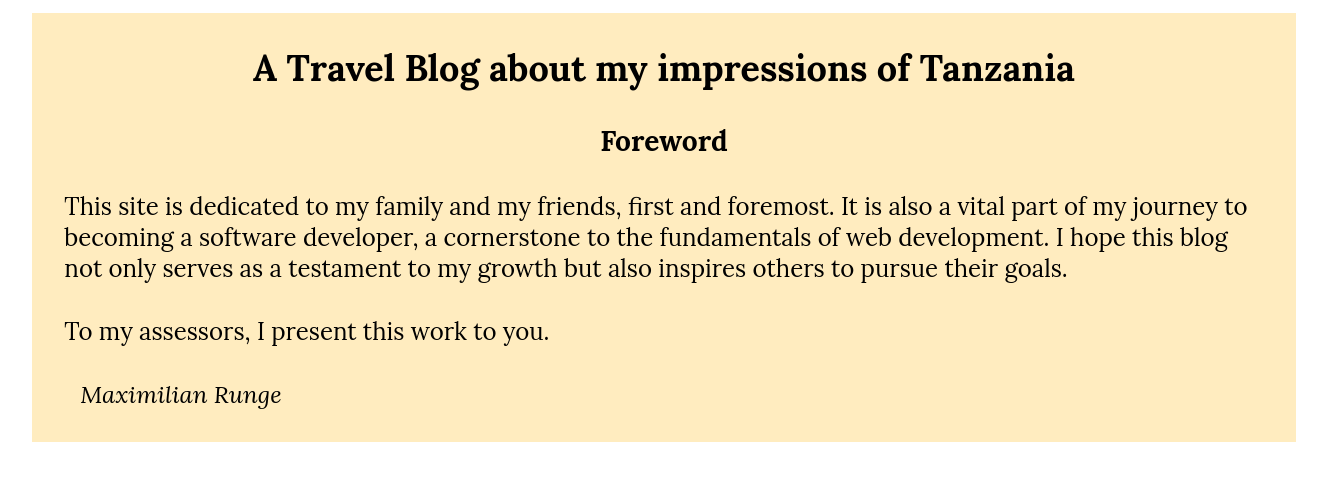 A Travel Blog about my impressions of Tanzania
Foreword
This site is dedicated to my family and my friends, first and foremost. It is also a vital part of my journey to
becoming a software developer, a cornerstone to the fundamentals of web development. I hope this blog
not only serves as a testament to my growth but also inspires others to pursue their goals.
To my assessors, I present this work to you.
Maximilian Runge